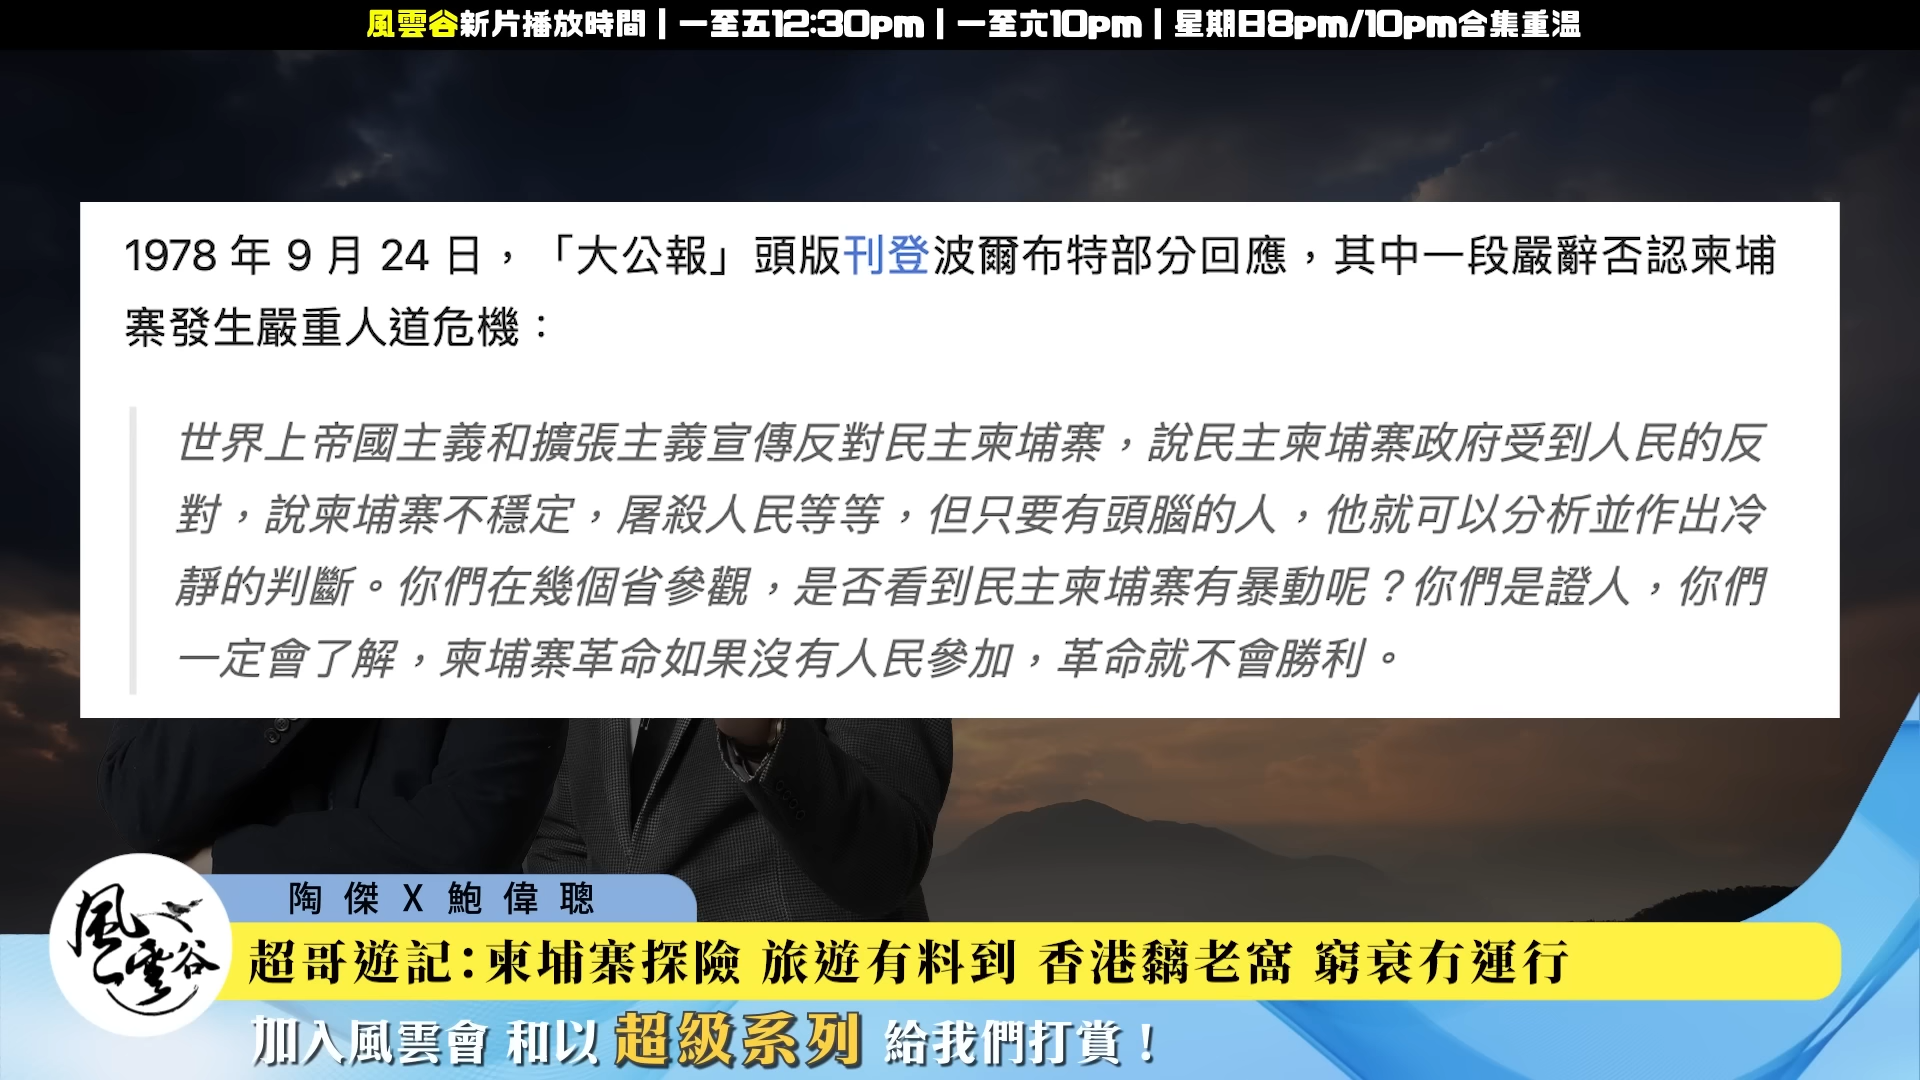 風雲谷新片播放時間 | 一至五12:30pm | 一至六10pm | 星期日8pm/10pm合集重温
1978 年 9 月 24 日，「大公報」頭版刊登波爾布特部分回應，其中一段嚴辭否認柬埔
寨發生嚴重人道危機：
世界上帝國主義和擴張主義宣傳反對民主柬埔寨，說民主柬埔寨政府受到人民的反
對，說柬埔寨不穩定，屠殺人民等等，但只要有頭腦的人，他就可以分析並作出冷
靜的判斷。你們在幾個省參觀，是否看到民主柬埔寨有暴動呢？你們是證人，你們
一定會了解，柬埔寨革命如果沒有人民參加，革命就不會勝利。
陶傑X鮑偉聰
風雲谷
超哥遊記：柬埔寨探險 旅遊有料到 香港黐老窩 窮衰冇運行
加入風雲會 和以 超級系列 給我們打賞！